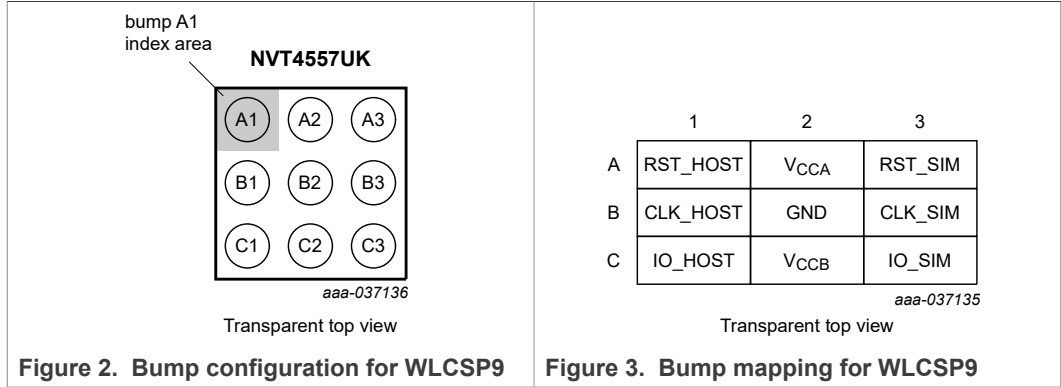 bump A1
index area
NVT4557UK
A1 A2 A3
B1 B2 B3
C1 C2 C3
aaa-037136
Transparent top view
Figure 2. Bump configuration for WLCSP9
1 2 3
A RST_HOST VCCA RST_SIM
B CLK_HOST GND CLK_SIM
C IO_HOST VCCB IO_SIM
aaa-037135
Transparent top view
Figure 3. Bump mapping for WLCSP9